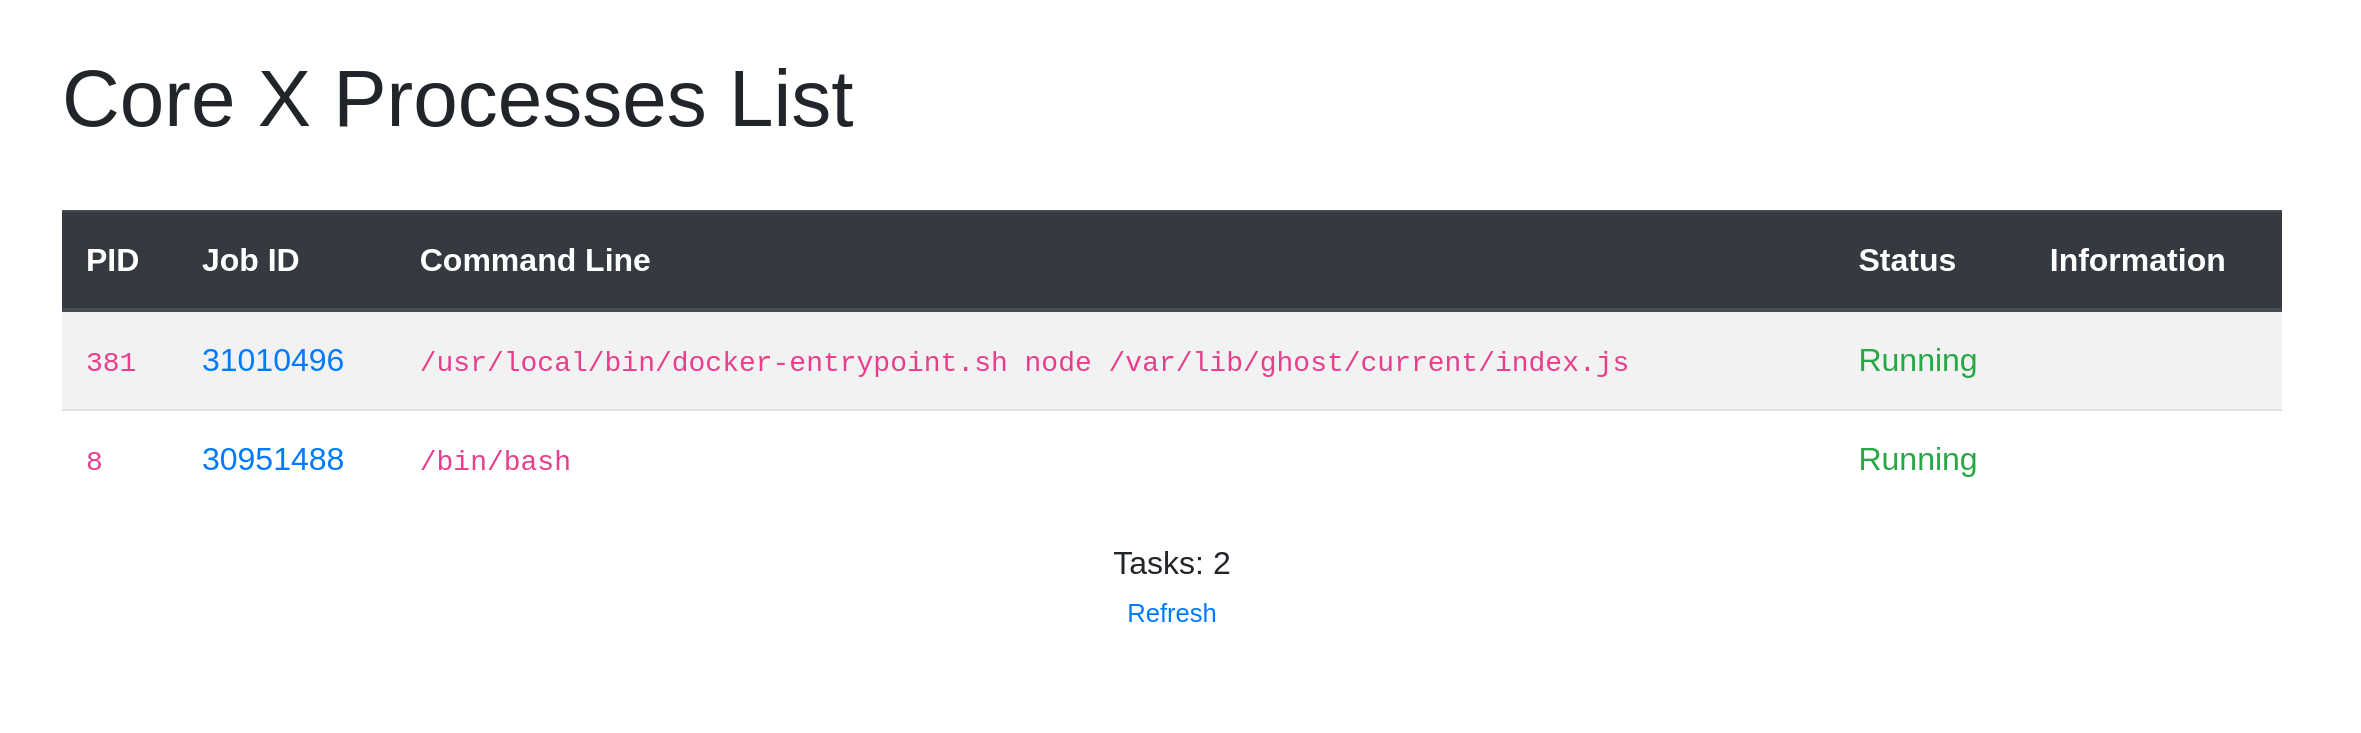 Core X Processes List
PID Job ID Command Line Status Information
381 31010496 /usr/local/bin/docker-entrypoint.sh node /var/lib/ghost/current/index.js Running
8 30951488 /bin/bash Running
Tasks: 2
Refresh